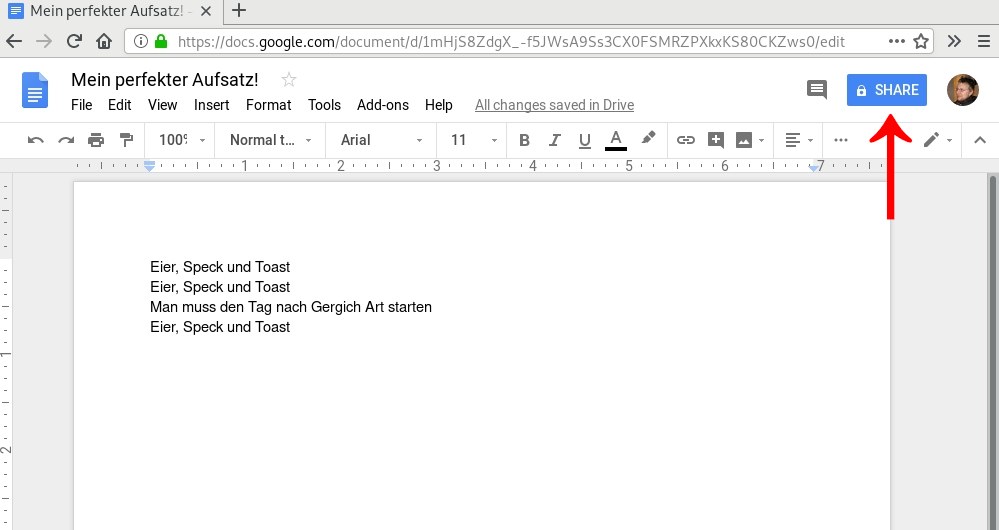 Mein perfekter Aufsatz! -
https://docs.google.com/document/d/1mHjS8ZdgX_-f5JWsA9Ss3CX0FSMRZPXkxKS80CKZws0/edit
Mein perfekter Aufsatz!
SHARE
File Edit View Insert Format Tools Add-ons Help All changes saved in Drive
100% Normal t... Arial 11 B I U A
1 2 3 4 5 6 7
Eier, Speck und Toast
Eier, Speck und Toast
Man muss den Tag nach Gergich Art starten
Eier, Speck und Toast
1
2